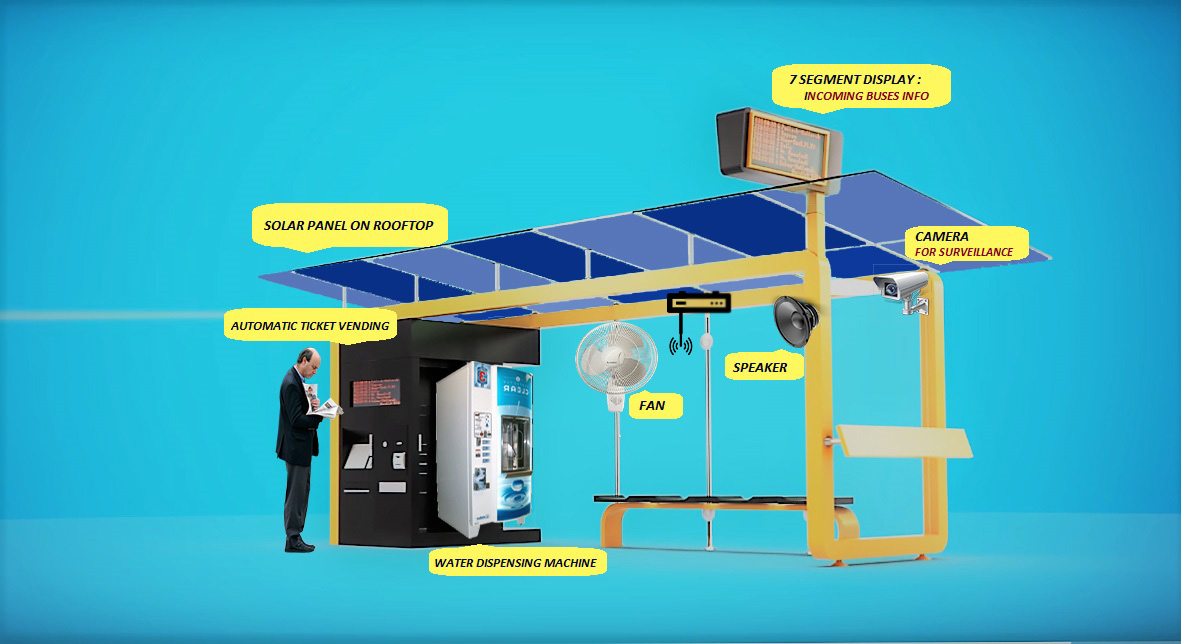 7 SEGMENT DISPLAY :
INCOMING BUSES INFO
SOLAR PANEL ON ROOFTOP
CAMERA
FOR SURVEILLANCE
AUTOMATIC TICKET VENDING
SPEAKER
FAN
WATER DISPENSING MACHINE